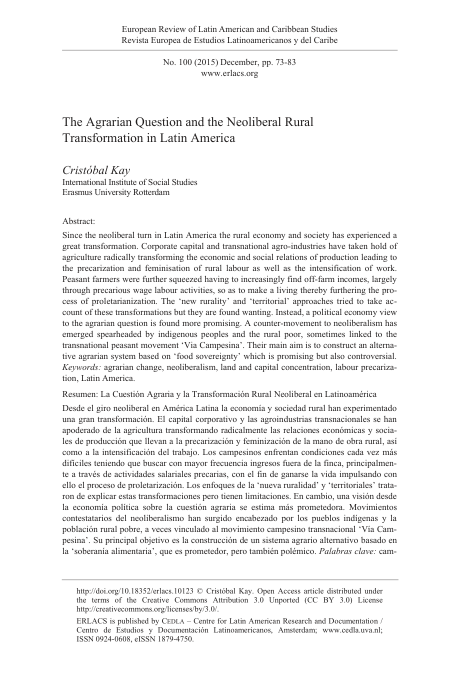 European Review of Latin American and Caribbean Studies
Revista Europea de Estudios Latinoamericanos y del Caribe
No. 100 (2015) December, pp. 73-83
www.erlacs.org
The Agrarian Question and the Neoliberal Rural
Transformation in Latin America
Cristóbal Kay
International Institute of Social Studies
Erasmus University Rotterdam
Abstract:
Since the neoliberal turn in Latin America the rural economy and society has experienced a
great transformation. Corporate capital and transnational agro-industries have taken hold of
agriculture radically transforming the economic and social relations of production leading to
the precarization and feminisation of rural labour as well as the intensification of work.
Peasant farmers were further squeezed having to increasingly find off-farm incomes, largely
through precarious wage labour activities, so as to make a living thereby furthering the pro-
cess of proletarization. The ‘new rurality’ and ‘territorial’ approaches tried to take ac-
count of these transformations but they are found wanting. Instead, a political economy view
to the agrarian question is found more promising. A counter-movement to neoliberalism has
emerged spearheaded by indigenous peoples and the rural poor, sometimes linked to the
transnational peasant movement ‘Via Campesina’. Their main aim is to construct an alterna-
tive agrarian system based on ‘food sovereignty’ which is promising but also controversial.
Keywords: agrarian change, neoliberalism, land and capital concentration, labour precariza-
tion, Latin America.
Resumen: La Cuestión Agraria y la Transformación Rural Neoliberal en Latinoamérica
Desde el giro neoliberal en América Latina la economía y sociedad rural han experimentado
una gran transformación. El capital corporativo y las agroindustrias transnacionales se han
apoderado de la agricultura transformando radicalmente las relaciones económicas y socia-
les de producción que llevan a la precarización y feminización de la mano de obra rural, así
como a la intensificación del trabajo. Los campesinos enfrentan condiciones cada vez más
difíciles teniendo que buscar con mayor frecuencia ingresos fuera de la finca, principalmen-
te a través de actividades salariales precarias, con el fin de ganarse la vida impulsando con
ello el proceso de proletarización. Los enfoques de la ‘nueva ruralidad’ y ‘territoriales’ trata-
ron de explicar estas transformaciones pero tienen limitaciones. En cambio, una visión desde
la economía política sobre la cuestión agraria se estima más prometedora. Movimientos
contestatarios del neoliberalismo han surgido encabezado por los pueblos indígenas y la
población rural pobre, a veces vinculado al movimiento campesino transnacional ‘Vía Cam-
pesina’. Su principal objetivo es la construcción de un sistema agrario alternativo basado en
la ‘soberanía alimentaria’, que es prometedor, pero también polémico. Palabras clave: cam-
http://doi.org/10.18352/erlacs.10123 © Cristóbal Kay. Open Access article distributed under
the terms of the Creative Commons Attribution 3.0 Unported (CC BY 3.0) License
http://creativecommons.org/licenses/by/3.0/.
ERLACS is published by CEDLA – Centre for Latin American Research and Documentation /
Centro de Estudios y Documentación Latinoamericanos, Amsterdam; www.cedla.uva.nl;
ISSN 0924-0608, eISSN 1879-4750.